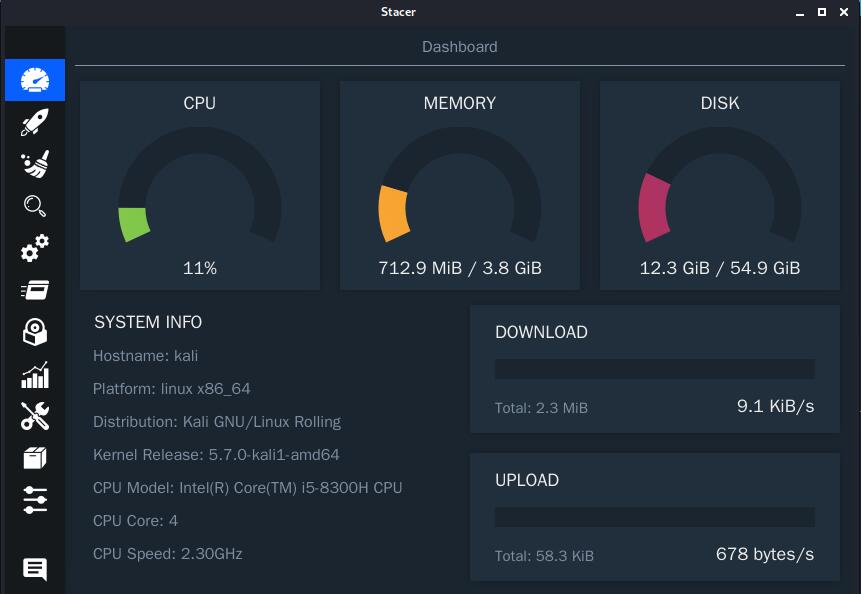 Stacer
Dashboard
CPU
11%
MEMORY
712.9 MiB / 3.8 GiB
DISK
12.3 GiB / 54.9 GiB
SYSTEM INFO
Hostname: kali
Platform: linux x86_64
Distribution: Kali GNU/Linux Rolling
Kernel Release: 5.7.0-kali1-amd64
CPU Model: Intel(R) Core(TM) i5-8300H CPU
CPU Core: 4
CPU Speed: 2.30GHz
DOWNLOAD
Total: 2.3 MiB
9.1 KiB/s
UPLOAD
Total: 58.3 KiB
678 bytes/s